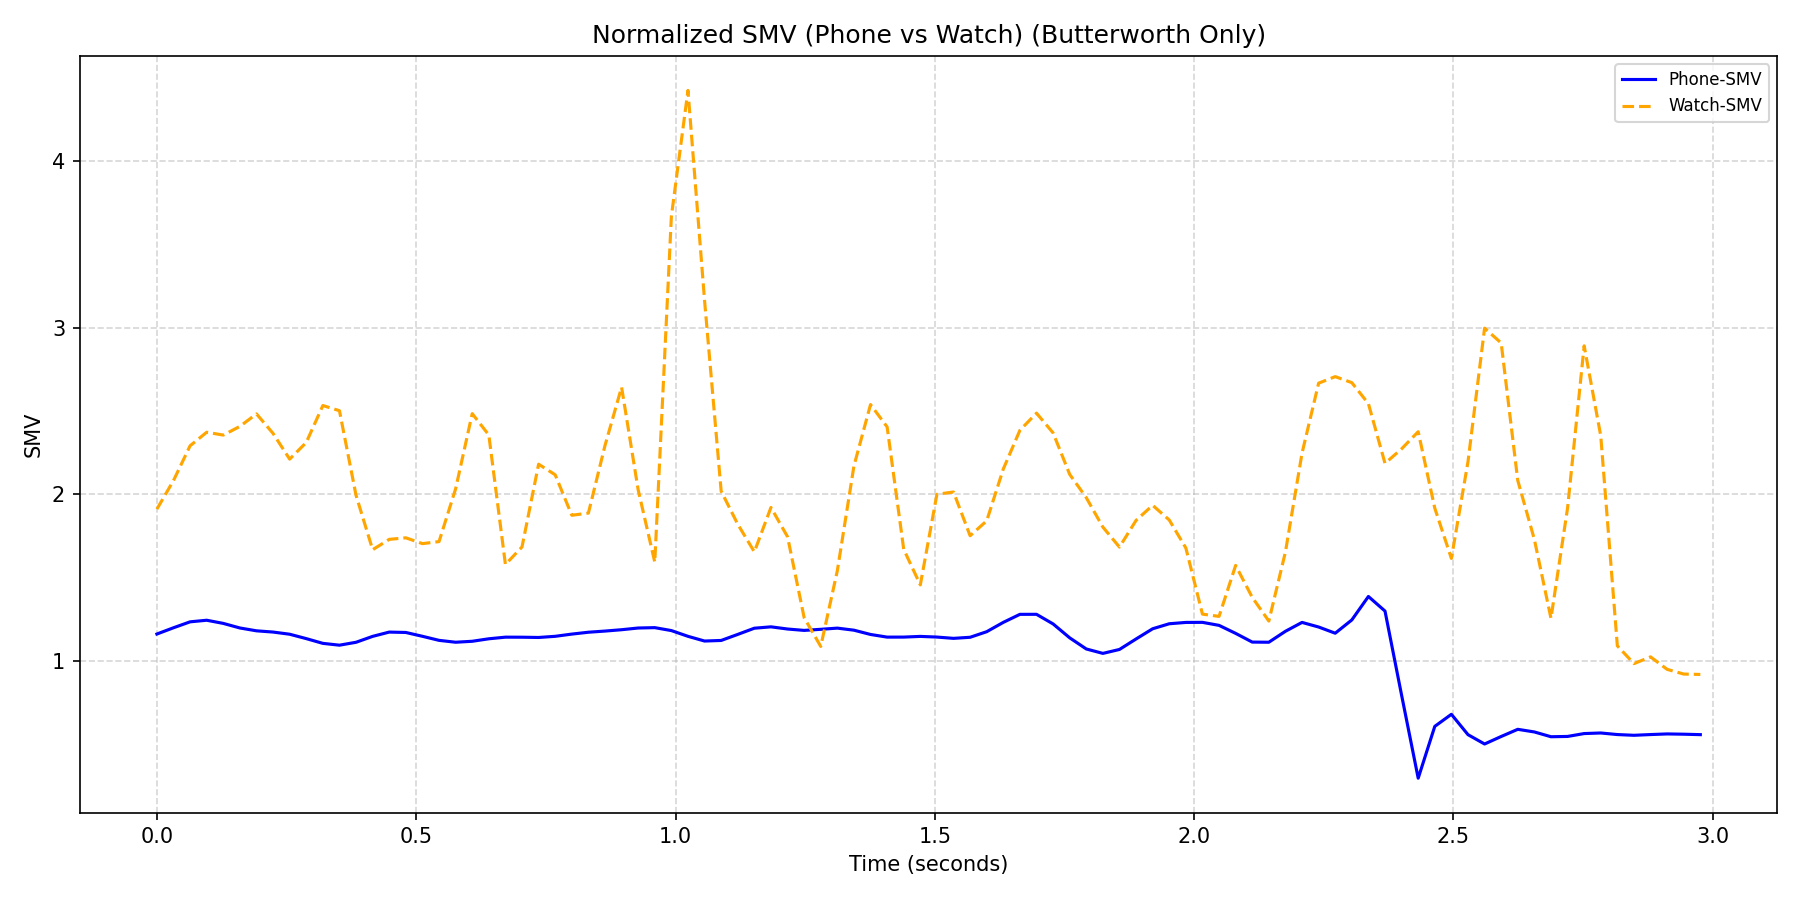 Normalized SMV (Phone vs Watch) (Butterworth Only)
Phone-SMV
Watch-SMV
SMV
4
3
2
1
0.0 0.5 1.0 1.5 2.0 2.5 3.0
Time (seconds)